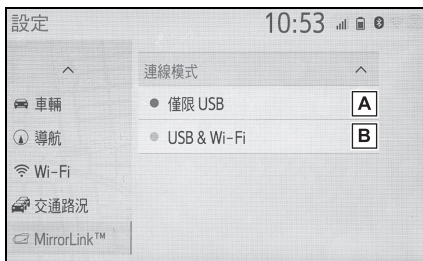 設定
10:53
連線模式
車輛
僅限 USB
A
導航
USB & Wi-Fi
B
Wi-Fi
交通路況
MirrorLink™